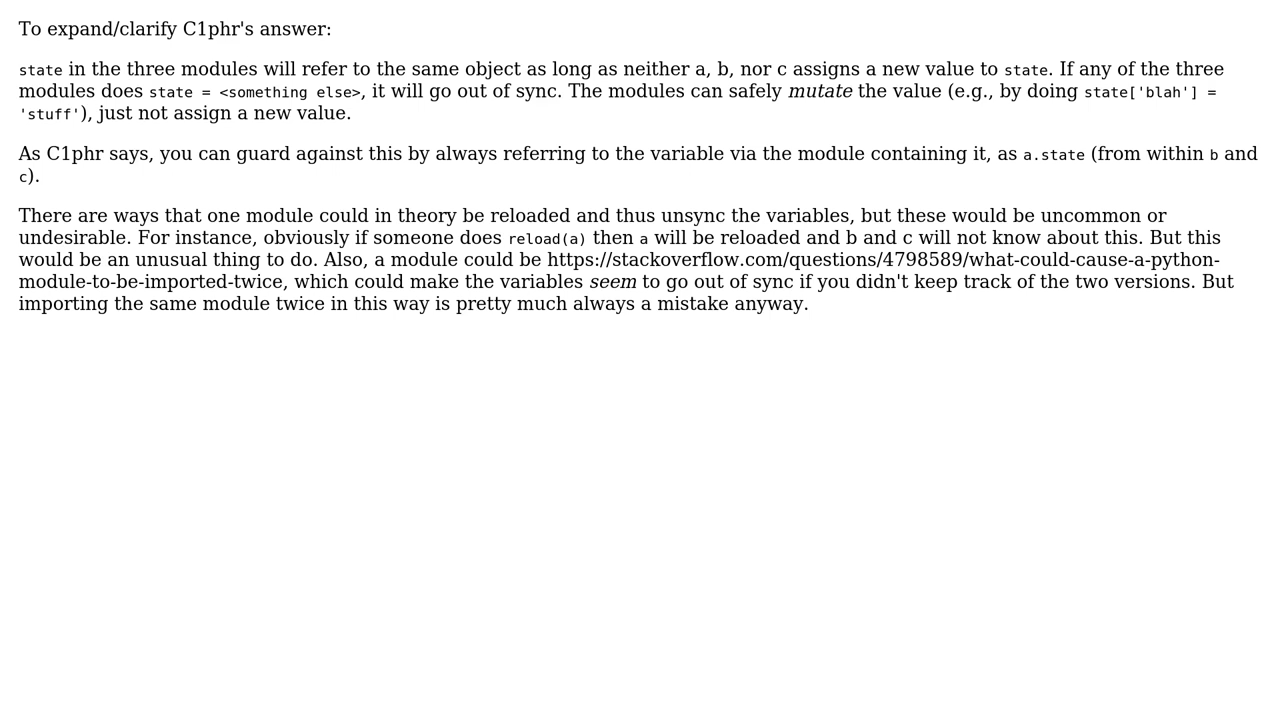 To expand/clarify C1phr's answer:
state in the three modules will refer to the same object as long as neither a, b, nor c assigns a new value to state. If any of the three
modules does state = <something else>, it will go out of sync. The modules can safely mutate the value (e.g., by doing state['blah'] =
'stuff'), just not assign a new value.
As C1phr says, you can guard against this by always referring to the variable via the module containing it, as a.state (from within b and
c).
There are ways that one module could in theory be reloaded and thus unsync the variables, but these would be uncommon or
undesirable. For instance, obviously if someone does reload(a) then a will be reloaded and b and c will not know about this. But this
would be an unusual thing to do. Also, a module could be https://stackoverflow.com/questions/4798589/what-could-cause-a-python-
module-to-be-imported-twice, which could make the variables seem to go out of sync if you didn't keep track of the two versions. But
importing the same module twice in this way is pretty much always a mistake anyway.